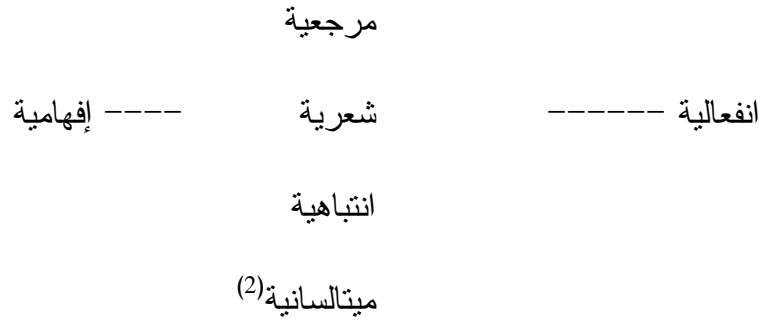 مرجعية
انفعالية ------ شعرية ---- إفهامية
انتباهية
ميتالسانية(2)